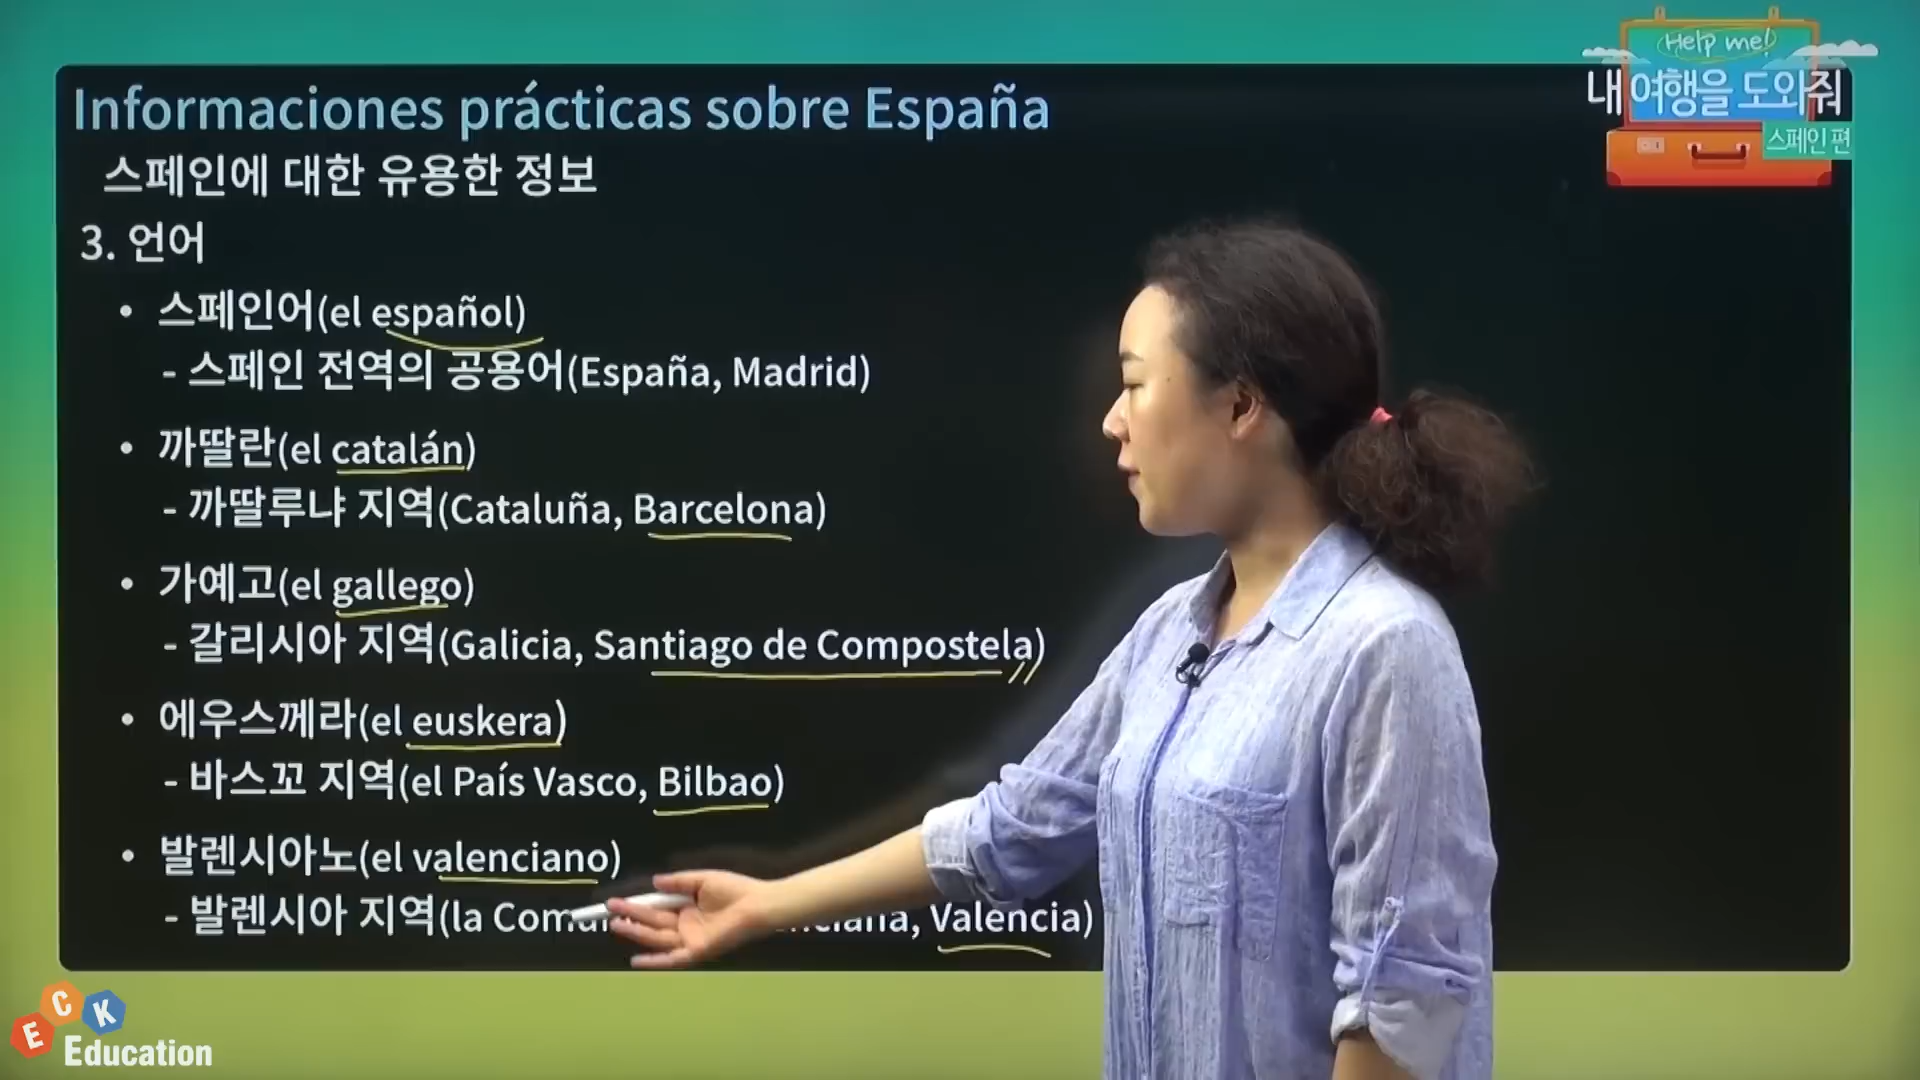 Informaciones prácticas sobre España
스페인에 대한 유용한 정보
3. 언어
• 스페인어(el español)
- 스페인 전역의 공용어(España, Madrid)
• 까딸란(el catalán)
- 까딸루냐 지역(Cataluña, Barcelona)
• 가예고(el gallego)
- 갈리시아 지역(Galicia, Santiago de Compostela)
• 에우스께라(el euskera)
- 바스꼬 지역(el País Vasco, Bilbao)
• 발렌시아노(el valenciano)
- 발렌시아 지역(la Valencia)
Help me!
내 여행을 도와줘
스페인 편
ECK
Education